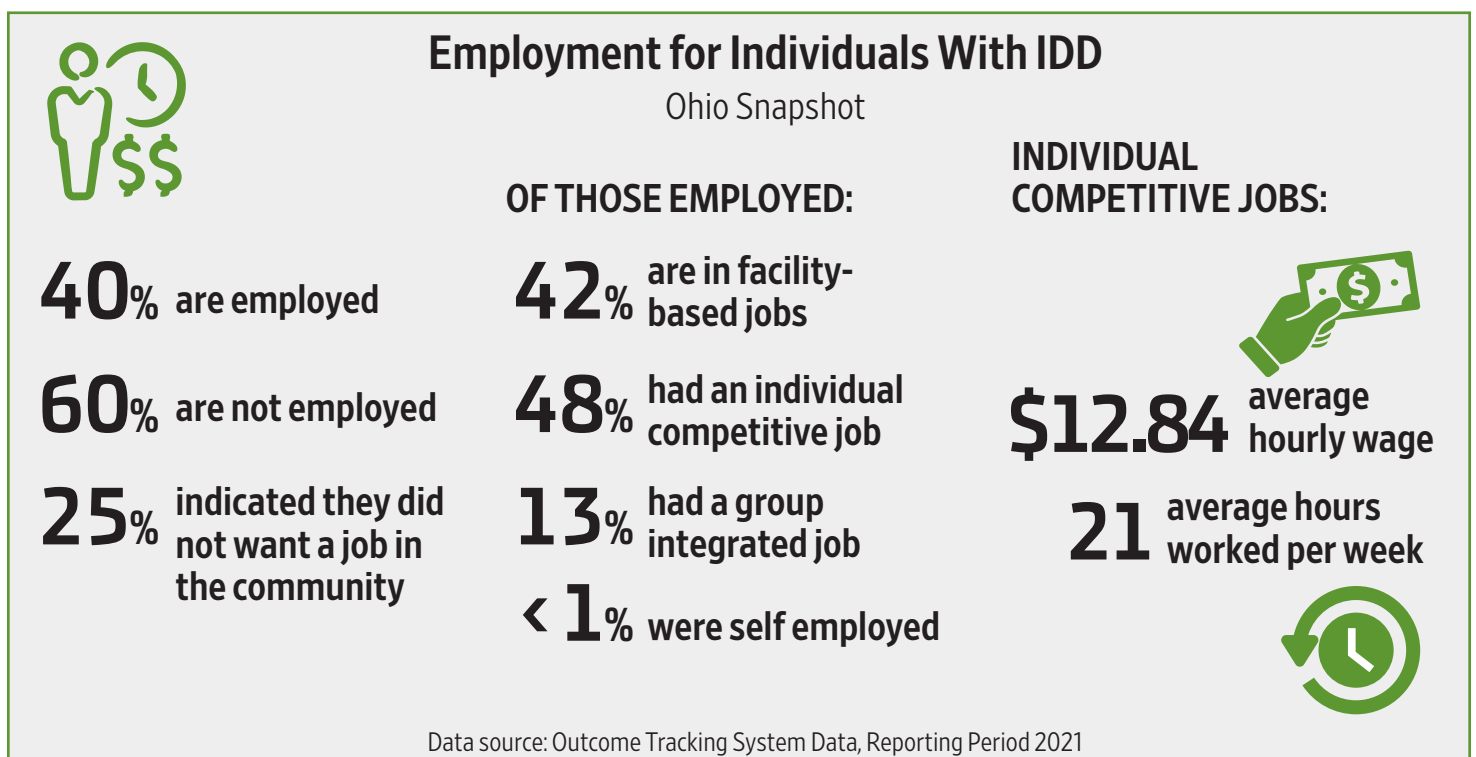 Employment for Individuals With IDD
Ohio Snapshot
$$
40% are employed
60% are not employed
25% indicated they did
not want a job in
the community
OF THOSE EMPLOYED:
42% are in facility-
based jobs
48% had an individual
competitive job
13% had a group
integrated job
< 1% were self employed
INDIVIDUAL
COMPETITIVE JOBS:
$
$12.84 average
hourly wage
21 average hours
worked per week
Data source: Outcome Tracking System Data, Reporting Period 2021